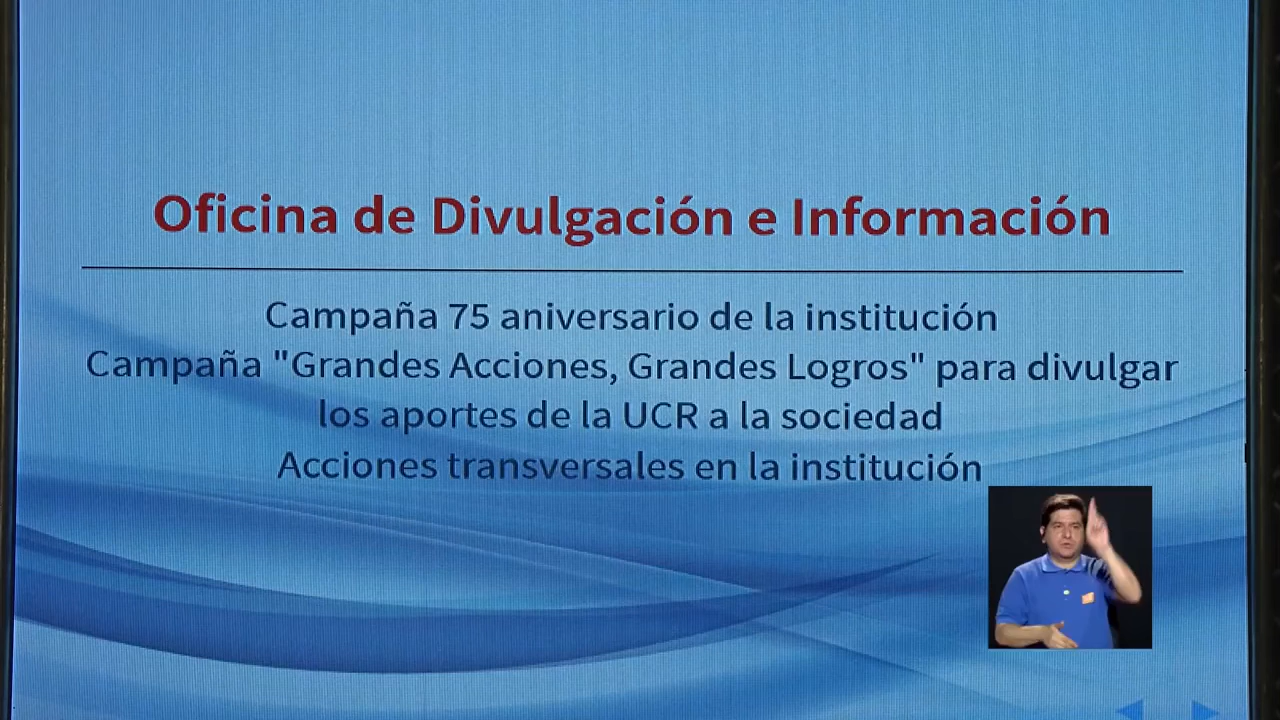 Oficina de Divulgación e Información
Campaña 75 aniversario de la institución
Campaña "Grandes Acciones, Grandes Logros" para divulgar
los aportes de la UCR a la sociedad
Acciones transversales en la institución